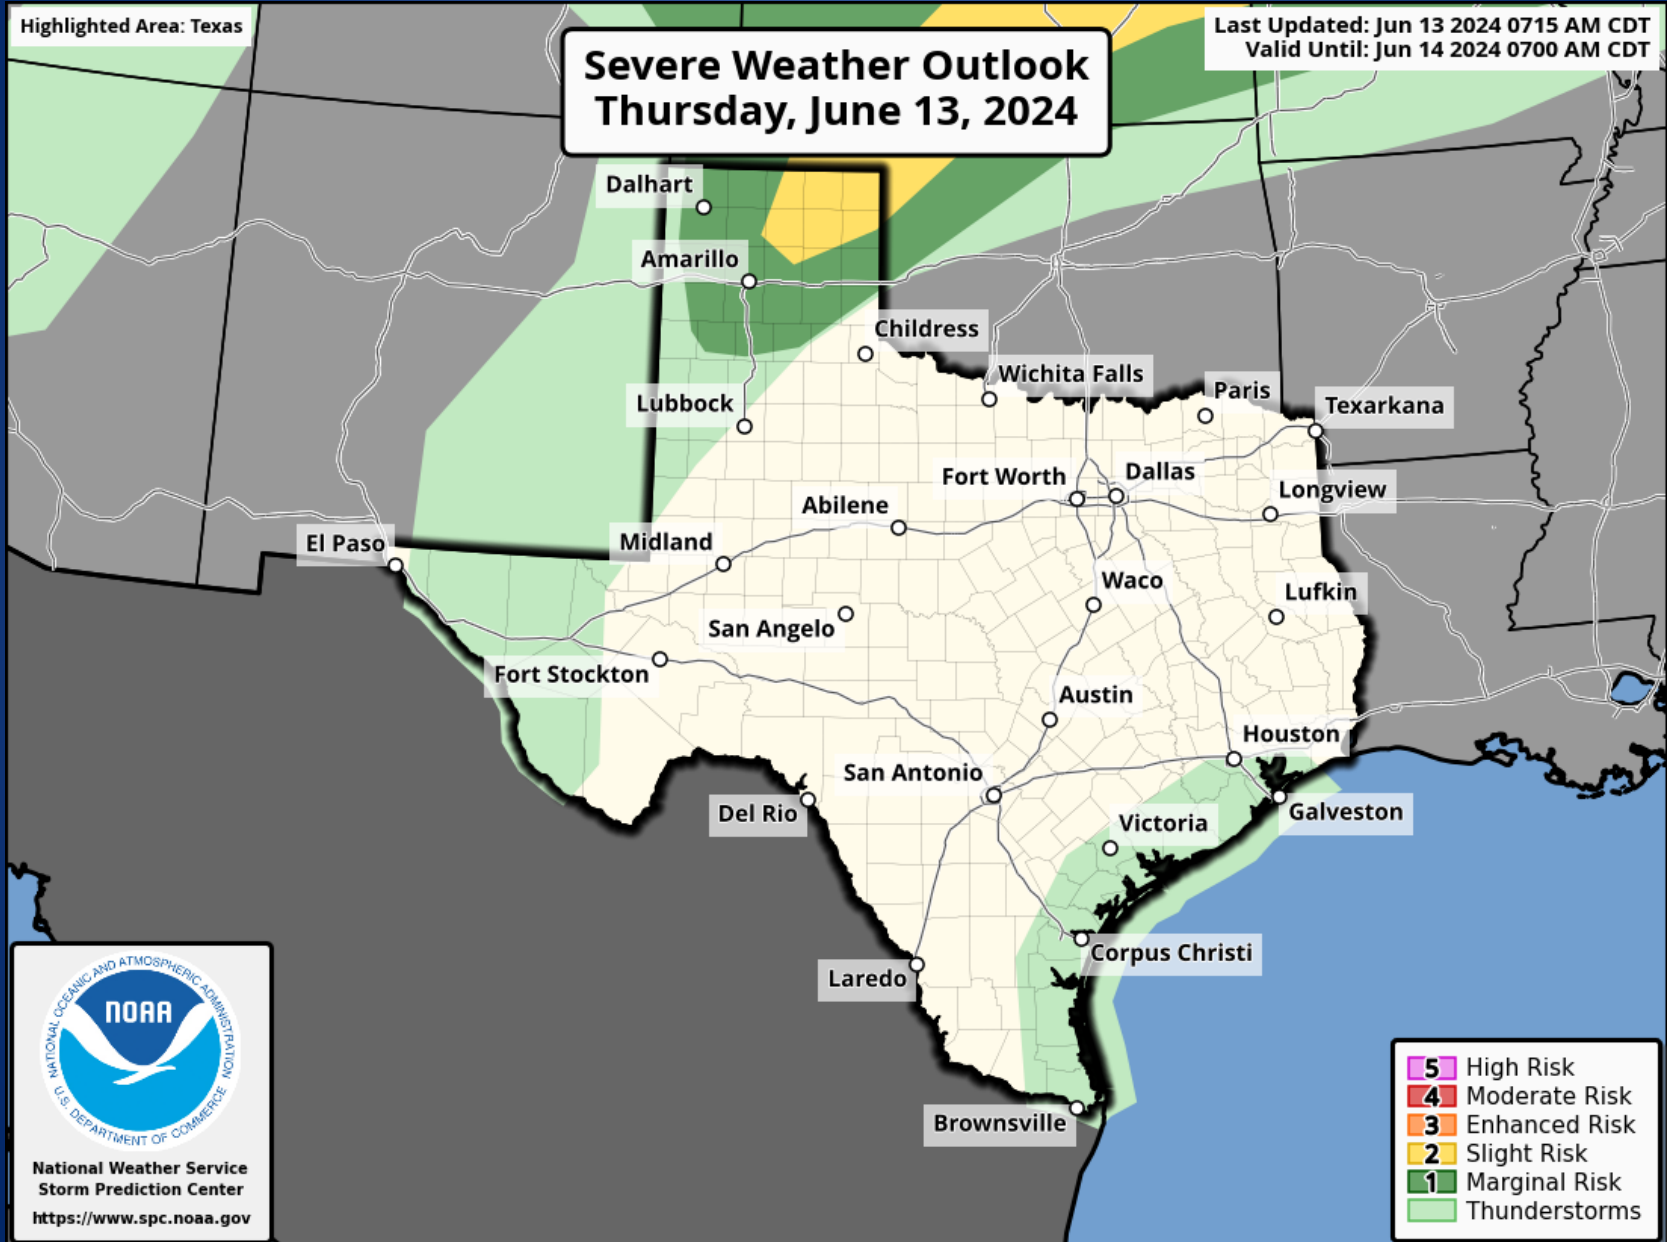 Highlighted Area: Texas
Last Updated: Jun 13 2024 0715 AM CDT
Valid Until: Jun 14 2024 0700 AM CDT
Severe Weather Outlook
Thursday, June 13, 2024
Dalhart
Amarillo
Childress
Wichita Falls
Paris
Texarkana
Lubbock
Fort Worth
Dallas
Longview
Abilene
El Paso
Midland
Waco
Lufkin
San Angelo
Fort Stockton
Austin
Houston
San Antonio
Del Rio
Galveston
Victoria
Corpus Christi
Laredo
Brownsville
NATIONAL OCEANIC AND ATMOSPHERIC ADMINISTRATION
NOAA
U.S. DEPARTMENT OF COMMERCE
National Weather Service
Storm Prediction Center
https://www.spc.noaa.gov
5 High Risk
4 Moderate Risk
3 Enhanced Risk
2 Slight Risk
1 Marginal Risk
Thunderstorms